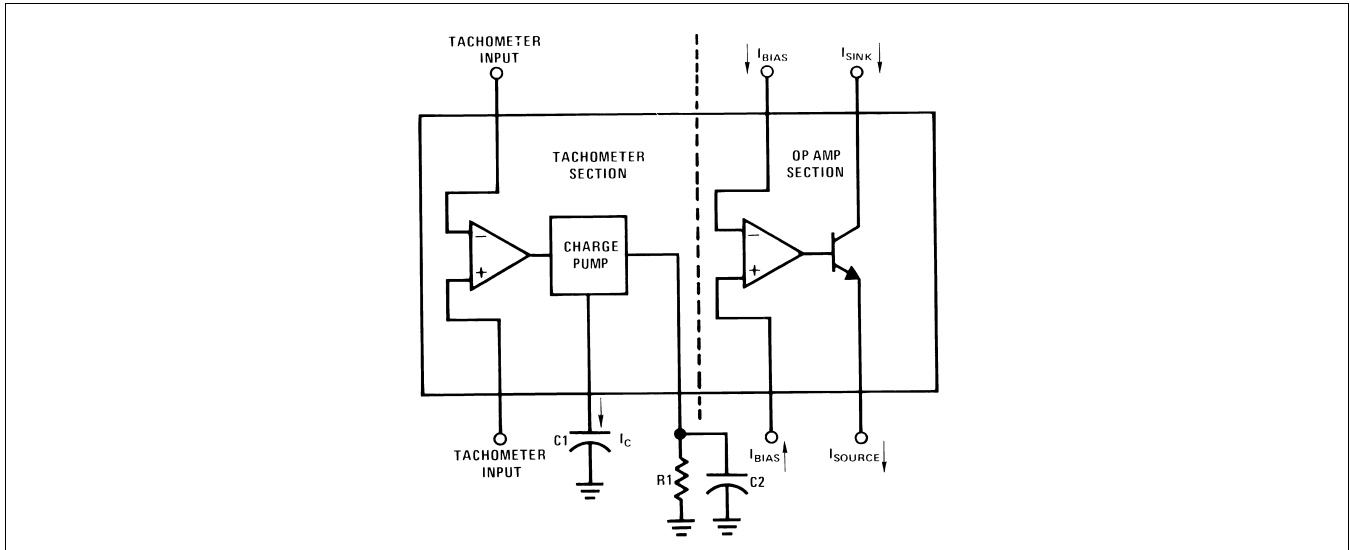 TACHOMETER
INPUT
I_BIAS
I_SINK
TACHOMETER
SECTION
OP AMP
SECTION
−
+
CHARGE
PUMP
−
+
C1
I_C
TACHOMETER
INPUT
R1
C2
I_BIAS
I_SOURCE